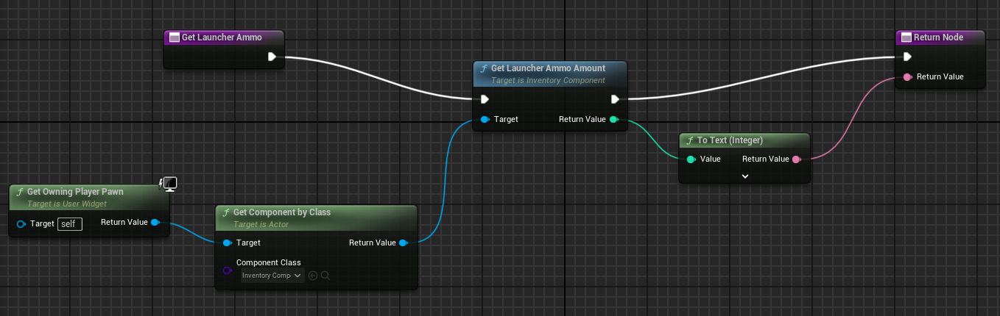 Get Launcher Ammo
Return Node
Return Value
f Get Launcher Ammo Amount
Target is Inventory Component
Target Return Value
f To Text (Integer)
Value Return Value
f Get Owning Player Pawn
Target is User Widget
Target self Return Value
f Get Component by Class
Target is Actor
Target Return Value
Component Class
Inventory Comp